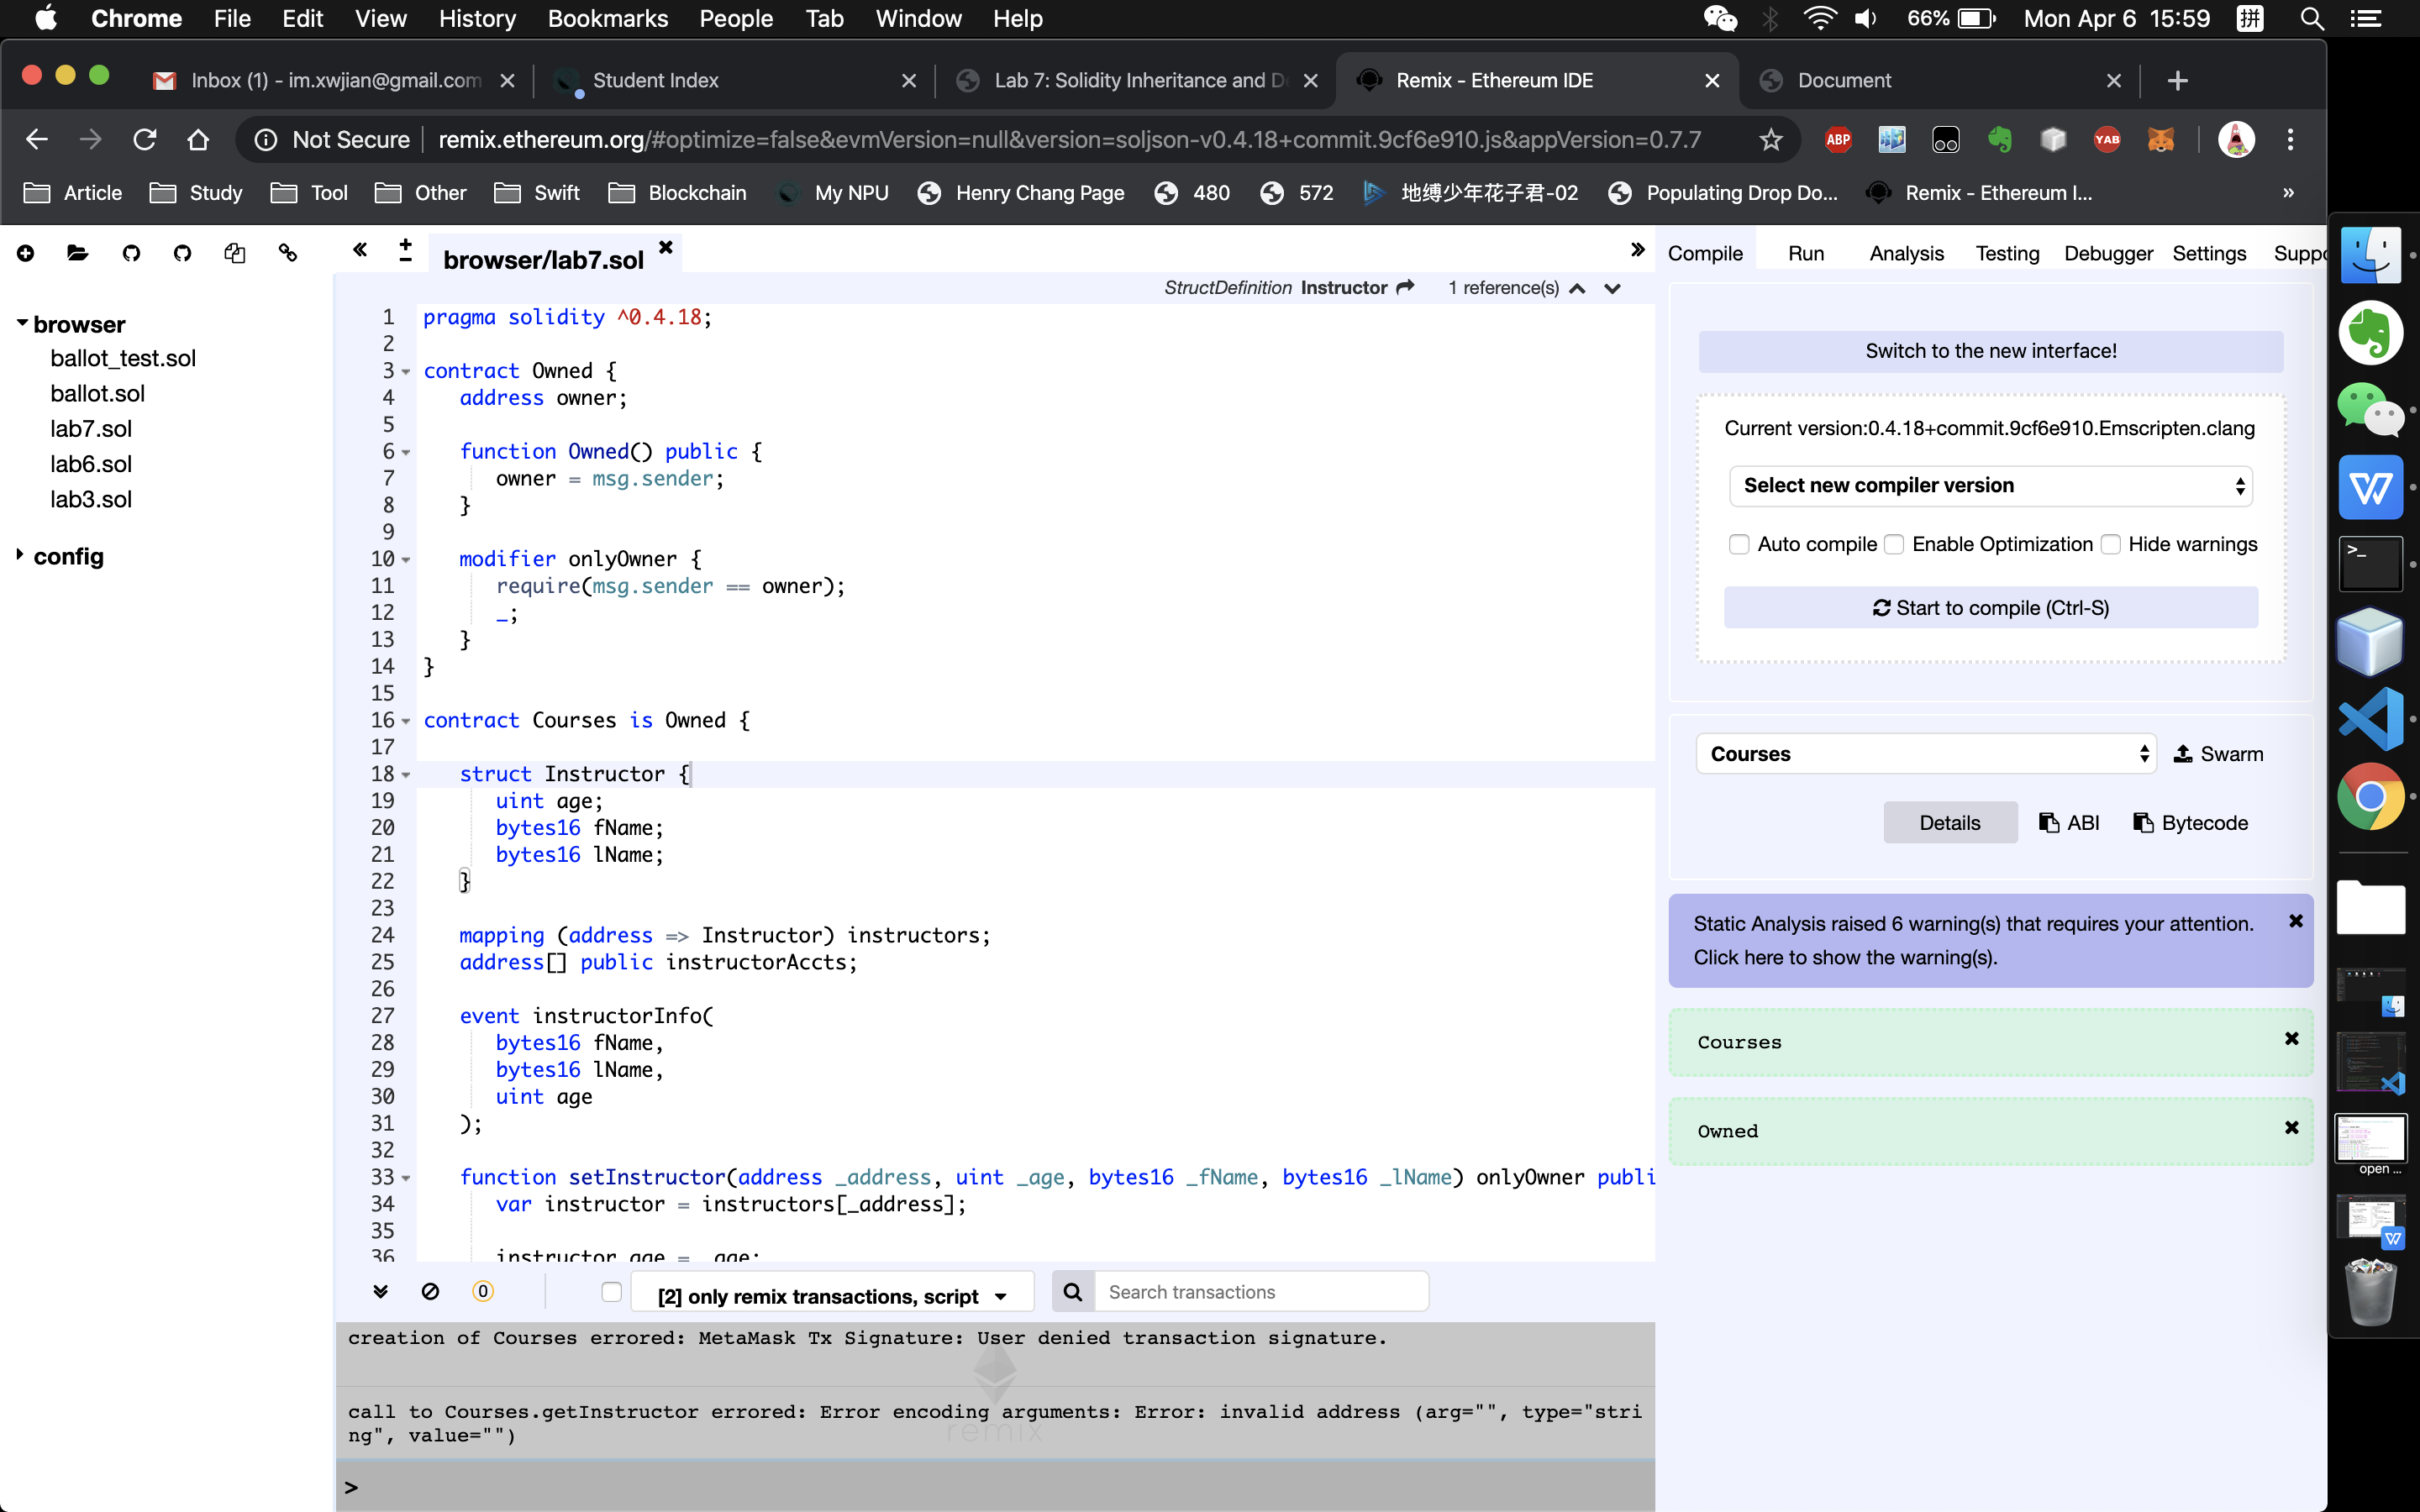 Chrome File Edit View History Bookmarks People Tab Window Help 66% Mon Apr 6 15:59 拼
Inbox (1) - im.xwjian@gmail.com Student Index Lab 7: Solidity Inheritance and D Remix - Ethereum IDE Document
Not Secure remix.ethereum.org/#optimize=false&evmVersion=null&version=soljson-v0.4.18+commit.9cf6e910.js&appVersion=0.7.7 ABP YAB
Article Study Tool Other Swift Blockchain My NPU Henry Chang Page 480 572 地缚少年花子君-02 Populating Drop Do... Remix - Ethereum I... »
browser/lab7.sol
Compile Run Analysis Testing Debugger Settings Suppo
StructDefinition Instructor 1 reference(s)
browser
ballot_test.sol
ballot.sol
lab7.sol
lab6.sol
lab3.sol
config
1 pragma solidity ^0.4.18;
2
3 contract Owned {
4 address owner;
5
6 function Owned() public {
7 owner = msg.sender;
8 }
9
10 modifier onlyOwner {
11 require(msg.sender == owner);
12 _;
13 }
14 }
15
16 contract Courses is Owned {
17
18 struct Instructor {
19 uint age;
20 bytes16 fName;
21 bytes16 lName;
22 }
23
24 mapping (address => Instructor) instructors;
25 address[] public instructorAccts;
26
27 event instructorInfo(
28 bytes16 fName,
29 bytes16 lName,
30 uint age
31 );
32
33 function setInstructor(address _address, uint _age, bytes16 _fName, bytes16 _lName) onlyOwner publi
34 var instructor = instructors[_address];
35
36 instructor.age = _age;
0 [2] only remix transactions, script Search transactions
creation of Courses errored: MetaMask Tx Signature: User denied transaction signature.
call to Courses.getInstructor errored: Error encoding arguments: Error: invalid address (arg="", type="stri
ng", value="")
remix
>
Switch to the new interface!
Current version:0.4.18+commit.9cf6e910.Emscripten.clang
Select new compiler version
Auto compile Enable Optimization Hide warnings
Start to compile (Ctrl-S)
Courses Swarm
Details ABI Bytecode
Static Analysis raised 6 warning(s) that requires your attention.
Click here to show the warning(s).
Courses
Owned
open ...